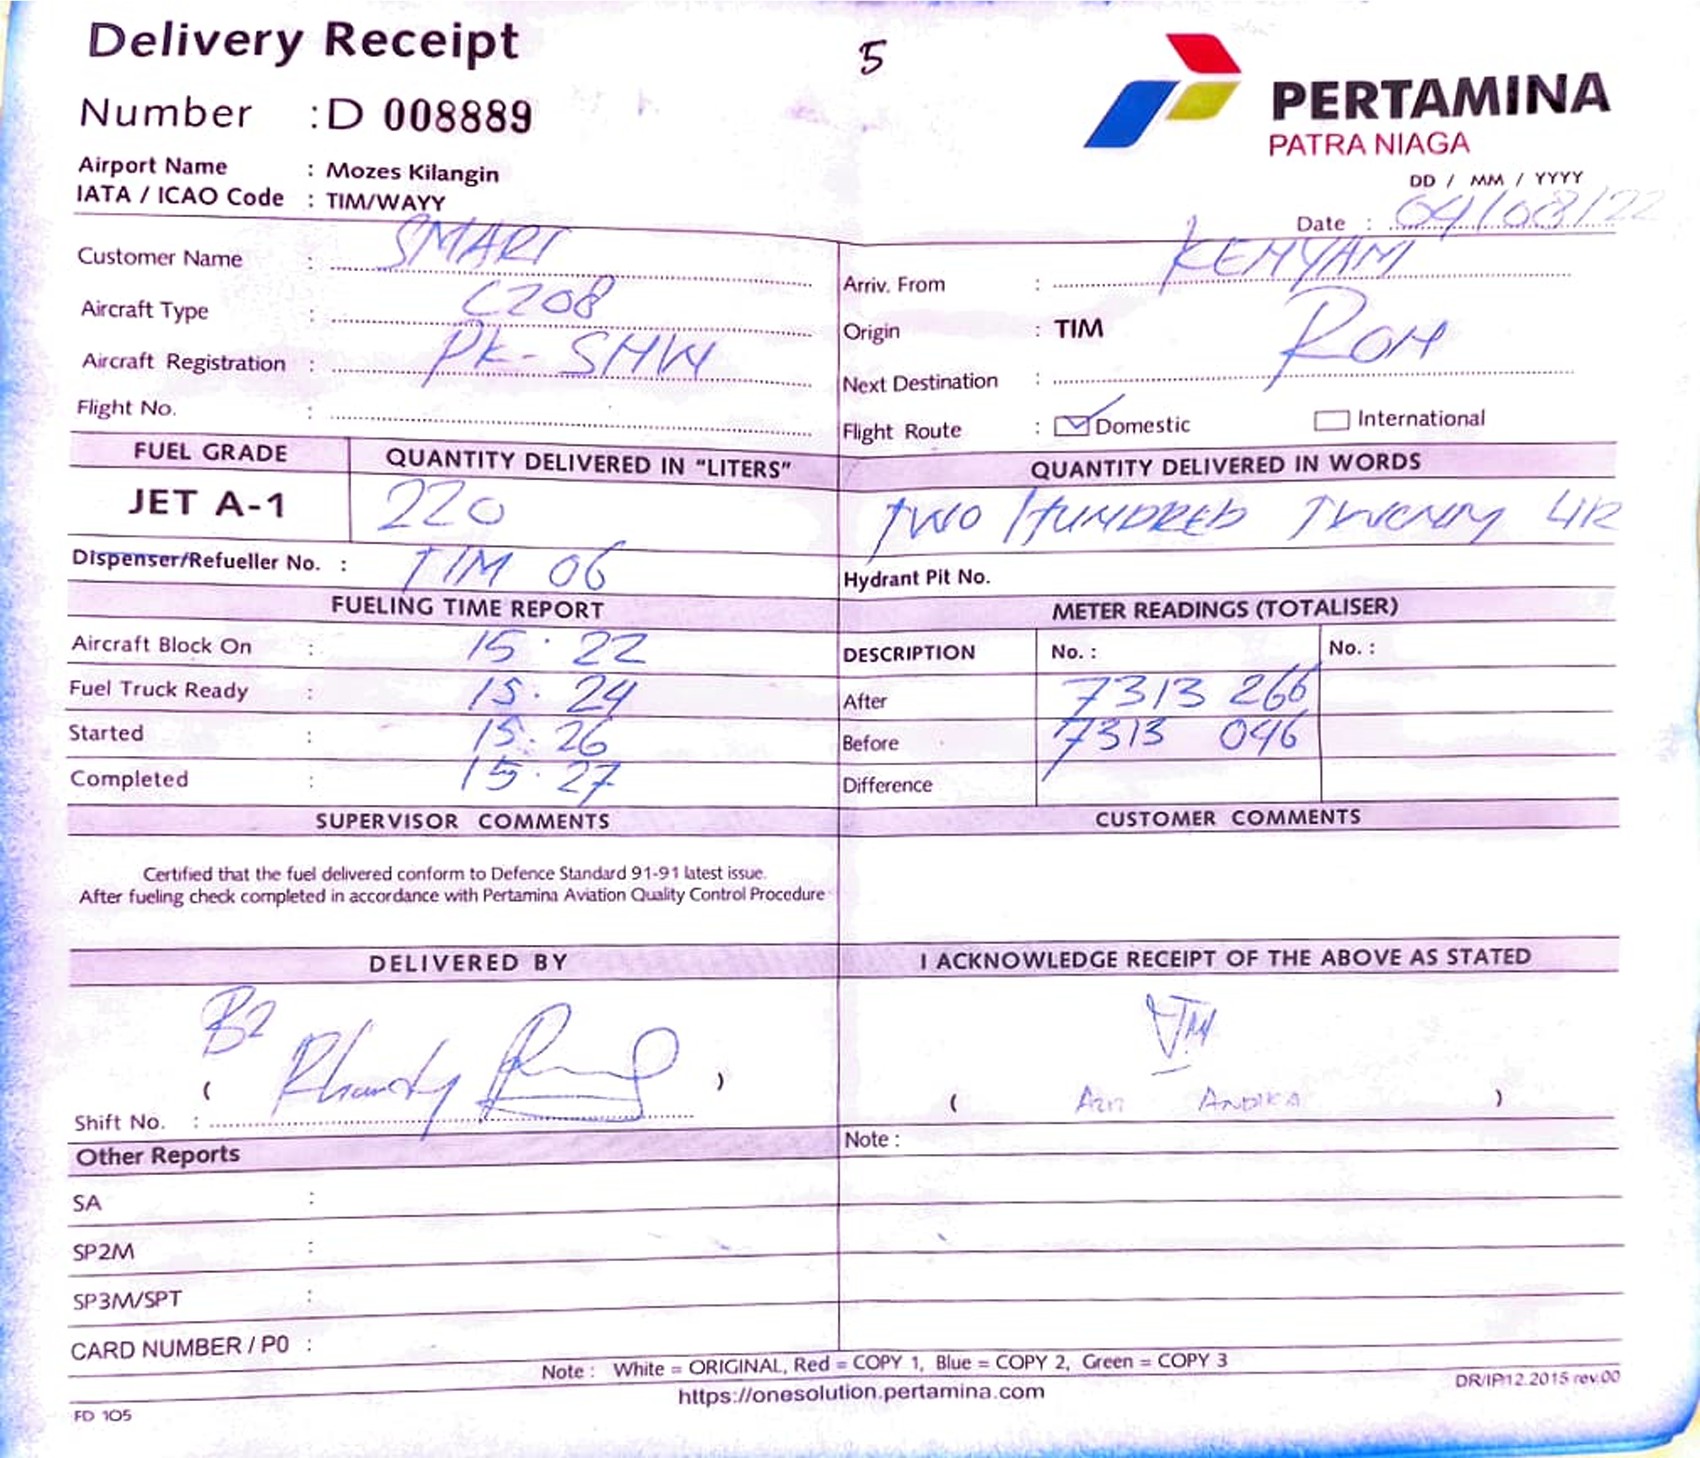 Delivery Receipt
5
Number : D 008889
PERTAMINA
PATRA NIAGA
Airport Name : Mozes Kilangin
IATA / ICAO Code : TIM/WAYY
DD / MM / YYYY
Date : 04/08/22
Customer Name : SMART
Aircraft Type : C208
Aircraft Registration : PK-SHW
Flight No. :
Arriv. From : KENYAM
Origin : TIM
Next Destination : ROM
Flight Route : Domestic International
FUEL GRADE QUANTITY DELIVERED IN "LITERS" QUANTITY DELIVERED IN WORDS
JET A-1 220 TWO HUNDRED TWENTY LTR
Dispenser/Refueller No. : TIM 06 Hydrant Pit No.
FUELING TIME REPORT
Aircraft Block On : 15.22
Fuel Truck Ready : 15.24
Started : 15.26
Completed : 15.27
METER READINGS (TOTALISER)
DESCRIPTION No. : No. :
After 7313 266
Before 7313 046
Difference
SUPERVISOR COMMENTS CUSTOMER COMMENTS
Certified that the fuel delivered conform to Defence Standard 91-91 latest issue.
After fueling check completed in accordance with Pertamina Aviation Quality Control Procedure
DELIVERED BY I ACKNOWLEDGE RECEIPT OF THE ABOVE AS STATED
B2
( Rhandy )
( ANDIKA )
Shift No. :
Other Reports
Note :
SA :
SP2M :
SP3M/SPT :
CARD NUMBER / PO :
Note : White = ORIGINAL, Red = COPY 1, Blue = COPY 2, Green = COPY 3
https://onesolution.pertamina.com
DR/IP/12.2015 rev.00
FD 105